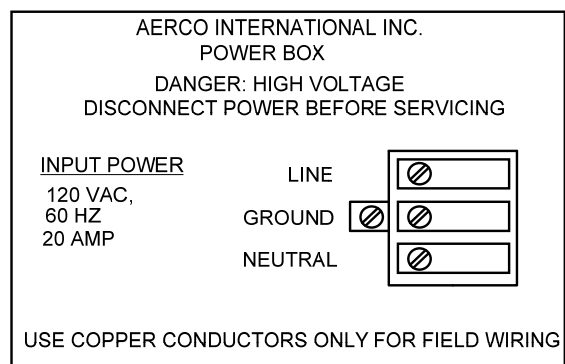 AERCO INTERNATIONAL INC.
POWER BOX
DANGER: HIGH VOLTAGE
DISCONNECT POWER BEFORE SERVICING
INPUT POWER
120 VAC,
60 HZ
20 AMP
LINE
GROUND
NEUTRAL
USE COPPER CONDUCTORS ONLY FOR FIELD WIRING